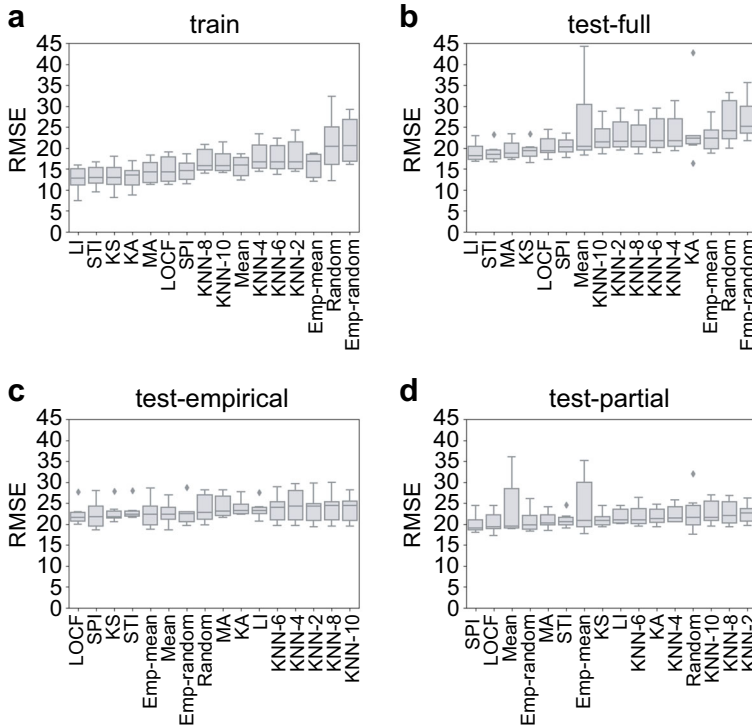 a
train
45
40
35
30
25
20
15
10
5
0
RMSE
LI
STI
KS
KA
MA
LOCF
SPI
KNN-8
KNN-10
Mean
KNN-4
KNN-6
KNN-2
Emp-mean
Random
Emp-random
b
test-full
45
40
35
30
25
20
15
10
5
0
RMSE
LI
STI
MA
KS
LOCF
SPI
Mean
KNN-10
KNN-2
KNN-8
KNN-6
KNN-4
KA
Emp-mean
Random
Emp-random
c
test-empirical
45
40
35
30
25
20
15
10
5
0
RMSE
LOCF
SPI
KS
STI
Emp-mean
Mean
Emp-random
Random
MA
KA
LI
KNN-6
KNN-4
KNN-2
KNN-8
KNN-10
d
test-partial
45
40
35
30
25
20
15
10
5
0
RMSE
SPI
LOCF
Mean
Emp-random
MA
STI
Emp-mean
KS
LI
KNN-6
KA
KNN-4
Random
KNN-10
KNN-8
KNN-2